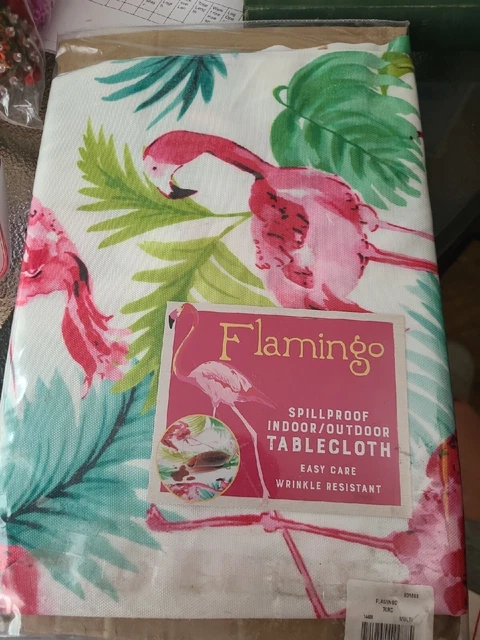 Flamingo
SPILLPROOF
INDOOR/OUTDOOR
TABLECLOTH
EASY CARE
WRINKLE RESISTANT